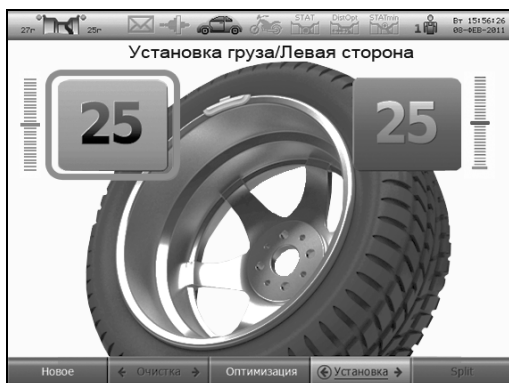 27г 25г STAT DistOpt STATmin 1 Вт 15:56:26
08-ФЕВ-2011
Установка груза/Левая сторона
25 25
Новое Очистка Оптимизация Установка Split